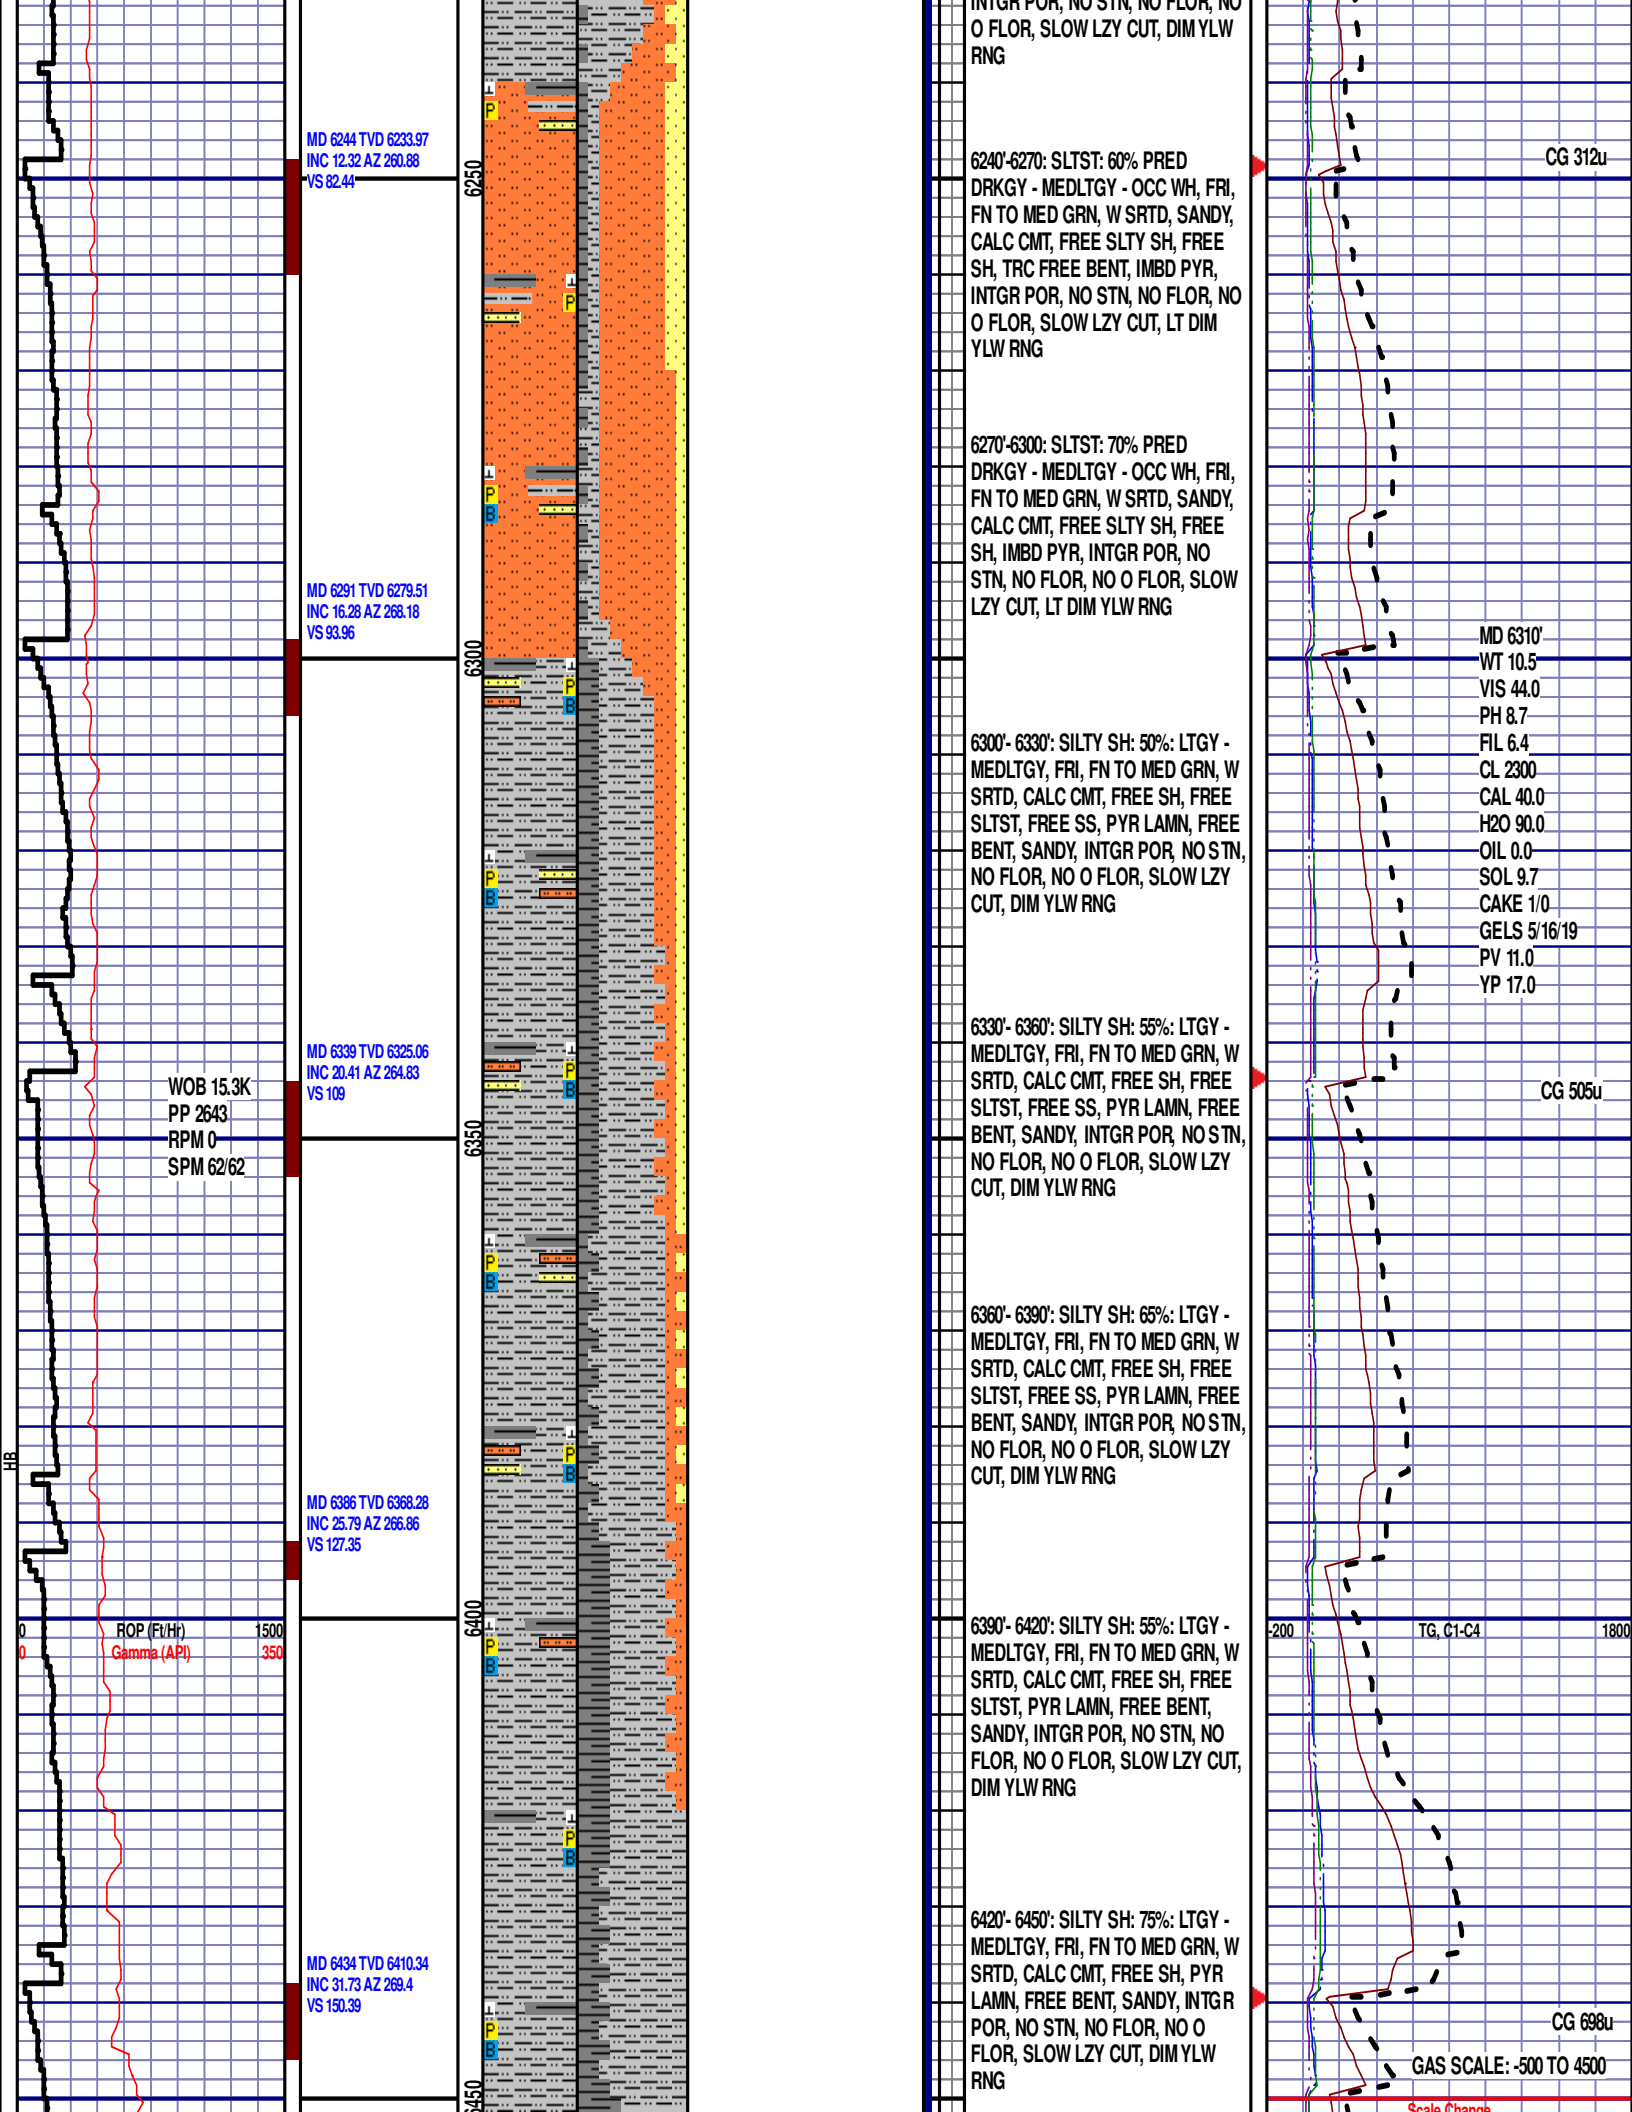 INTGR POR, NO STN, NO FLOR, NO
O FLOR, SLOW LZY CUT, DIM YLW
RNG
MD 6244 TVD 6233.97
INC 12.32 AZ 260.88
VS 82.44
6250
6240'-6270: SLTST: 60% PRED
DRKGY - MEDLTGY - OCC WH, FRI,
FN TO MED GRN, W SRTD, SANDY,
CALC CMT, FREE SLTY SH, FREE
SH, TRC FREE BENT, IMBD PYR,
INTGR POR, NO STN, NO FLOR, NO
O FLOR, SLOW LZY CUT, LT DIM
YLW RNG
CG 312u
P
P
6270'-6300: SLTST: 70% PRED
DRKGY - MEDLTGY - OCC WH, FRI,
FN TO MED GRN, W SRTD, SANDY,
CALC CMT, FREE SLTY SH, FREE
SH, IMBD PYR, INTGR POR, NO
STN, NO FLOR, NO O FLOR, SLOW
LZY CUT, LT DIM YLW RNG
P
B
MD 6291 TVD 6279.51
INC 16.28 AZ 268.18
VS 93.96
6300
P
B
MD 6310'
WT 10.5
VIS 44.0
PH 8.7
FIL 6.4
CL 2300
CAL 40.0
H2O 90.0
OIL 0.0
SOL 9.7
CAKE 1/0
GELS 5/16/19
PV 11.0
YP 17.0
6300'- 6330': SILTY SH: 50%: LTGY -
MEDLTGY, FRI, FN TO MED GRN, W
SRTD, CALC CMT, FREE SH, FREE
SLTST, FREE SS, PYR LAMN, FREE
BENT, SANDY, INTGR POR, NO STN,
NO FLOR, NO O FLOR, SLOW LZY
CUT, DIM YLW RNG
P
B
6330'- 6360': SILTY SH: 55%: LTGY -
MEDLTGY, FRI, FN TO MED GRN, W
SRTD, CALC CMT, FREE SH, FREE
SLTST, FREE SS, PYR LAMN, FREE
BENT, SANDY, INTGR POR, NO STN,
NO FLOR, NO O FLOR, SLOW LZY
CUT, DIM YLW RNG
MD 6339 TVD 6325.06
INC 20.41 AZ 264.83
VS 109
WOB 15.3K
PP 2643
RPM 0
SPM 62/62
P
B
6350
CG 505u
P
B
6360'- 6390': SILTY SH: 65%: LTGY -
MEDLTGY, FRI, FN TO MED GRN, W
SRTD, CALC CMT, FREE SH, FREE
SLTST, FREE SS, PYR LAMN, FREE
BENT, SANDY, INTGR POR, NO STN,
NO FLOR, NO O FLOR, SLOW LZY
CUT, DIM YLW RNG
HB
P
B
MD 6386 TVD 6368.28
INC 25.79 AZ 266.86
VS 127.35
6400
0 ROP (Ft/Hr) 1500
0 Gamma (API) 350
-200 TG, C1-C4 1800
P
B
6390'- 6420': SILTY SH: 55%: LTGY -
MEDLTGY, FRI, FN TO MED GRN, W
SRTD, CALC CMT, FREE SH, FREE
SLTST, PYR LAMN, FREE BENT,
SANDY, INTGR POR, NO STN, NO
FLOR, NO O FLOR, SLOW LZY CUT,
DIM YLW RNG
P
B
6420'- 6450': SILTY SH: 75%: LTGY -
MEDLTGY, FRI, FN TO MED GRN, W
SRTD, CALC CMT, FREE SH, PYR
LAMN, FREE BENT, SANDY, INTGR
POR, NO STN, NO FLOR, NO O
FLOR, SLOW LZY CUT, DIM YLW
RNG
MD 6434 TVD 6410.34
INC 31.73 AZ 269.4
VS 150.39
P
B
6450
CG 698u
GAS SCALE: -500 TO 4500
Scale Change